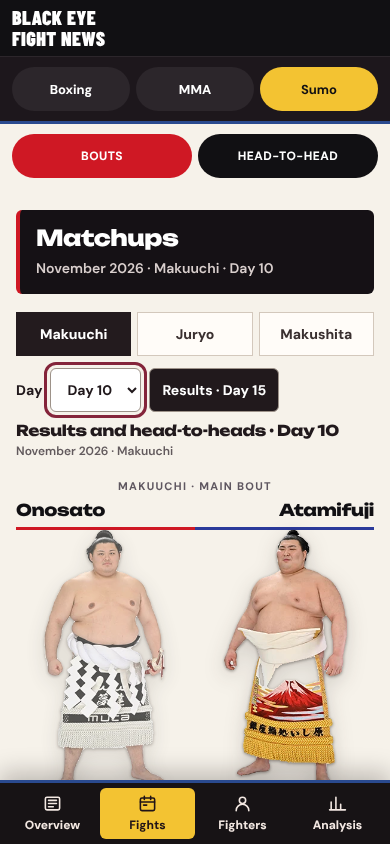 BLACK EYE
FIGHT NEWS
Boxing
MMA
Sumo
BOUTS
HEAD-TO-HEAD
Matchups
November 2026 · Makuuchi · Day 10
Makuuchi
Juryo
Makushita
Day
Day 10
Results · Day 15
Results and head-to-heads · Day 10
November 2026 · Makuuchi
MAKUUCHI · MAIN BOUT
Onosato
Atamifuji
muta
Overview
Fights
Fighters
Analysis